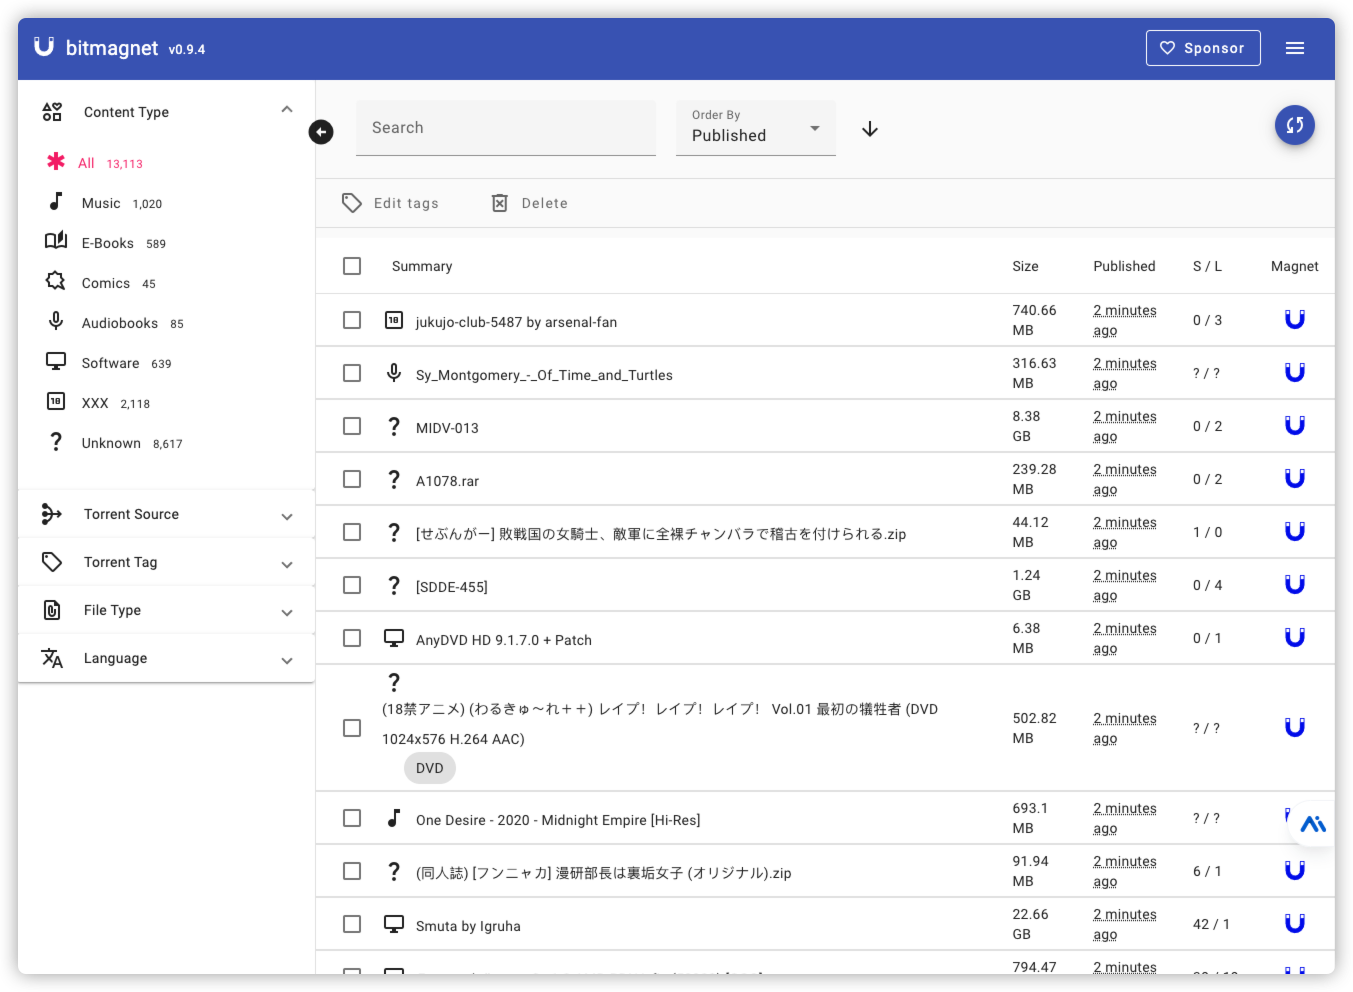 bitmagnet v0.9.4
Sponsor
Content Type
All 13,113
Music 1,020
E-Books 589
Comics 45
Audiobooks 85
Software 639
18 XXX 2,118
? Unknown 8,617
Torrent Source
Torrent Tag
File Type
Language
Search
Order By
Published
Edit tags
Delete
Summary Size Published S / L Magnet
18 jukujo-club-5487 by arsenal-fan 740.66 MB 2 minutes ago 0 / 3
Sy_Montgomery_-_Of_Time_and_Turtles 316.63 MB 2 minutes ago ? / ?
? MIDV-013 8.38 GB 2 minutes ago 0 / 2
? A1078.rar 239.28 MB 2 minutes ago 0 / 2
? [せぶんがー] 敗戦国の女騎士、敵軍に全裸チャンバラで稽古を付けられる.zip 44.12 MB 2 minutes ago 1 / 0
? [SDDE-455] 1.24 GB 2 minutes ago 0 / 4
AnyDVD HD 9.1.7.0 + Patch 6.38 MB 2 minutes ago 0 / 1
?
(18禁アニメ) (わるきゅ〜れ++) レイプ! レイプ! レイプ! Vol.01 最初の犠牲者 (DVD
1024x576 H.264 AAC)
DVD
502.82 MB 2 minutes ago ? / ?
One Desire - 2020 - Midnight Empire [Hi-Res] 693.1 MB 2 minutes ago ? / ?
? (同人誌) [フンニャカ] 漫研部長は裏垢女子 (オリジナル).zip 91.94 MB 2 minutes ago 6 / 1
Smuta by Igruha 22.66 GB 2 minutes ago 42 / 1
794.47 2 minutes